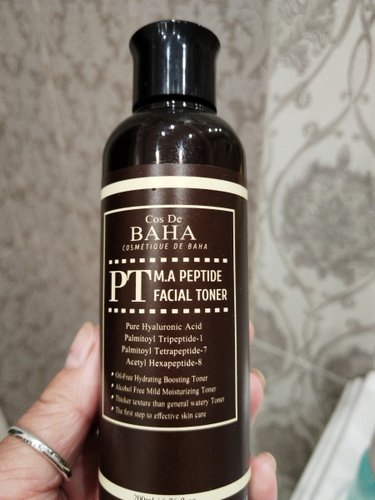 Cos De
BAHA
COSMÉTIQUE DE BAHA
PT M.A PEPTIDE
FACIAL TONER
Pure Hyaluronic Acid
Palmitoyl Tripeptide-1
Palmitoyl Tetrapeptide-7
Acetyl Hexapeptide-8
Oil-Free Hydrating Boosting Toner
Alcohol Free Mild Moisturizing Toner
Thicker texture than general watery Toner
The first step to effective skin care
200ml